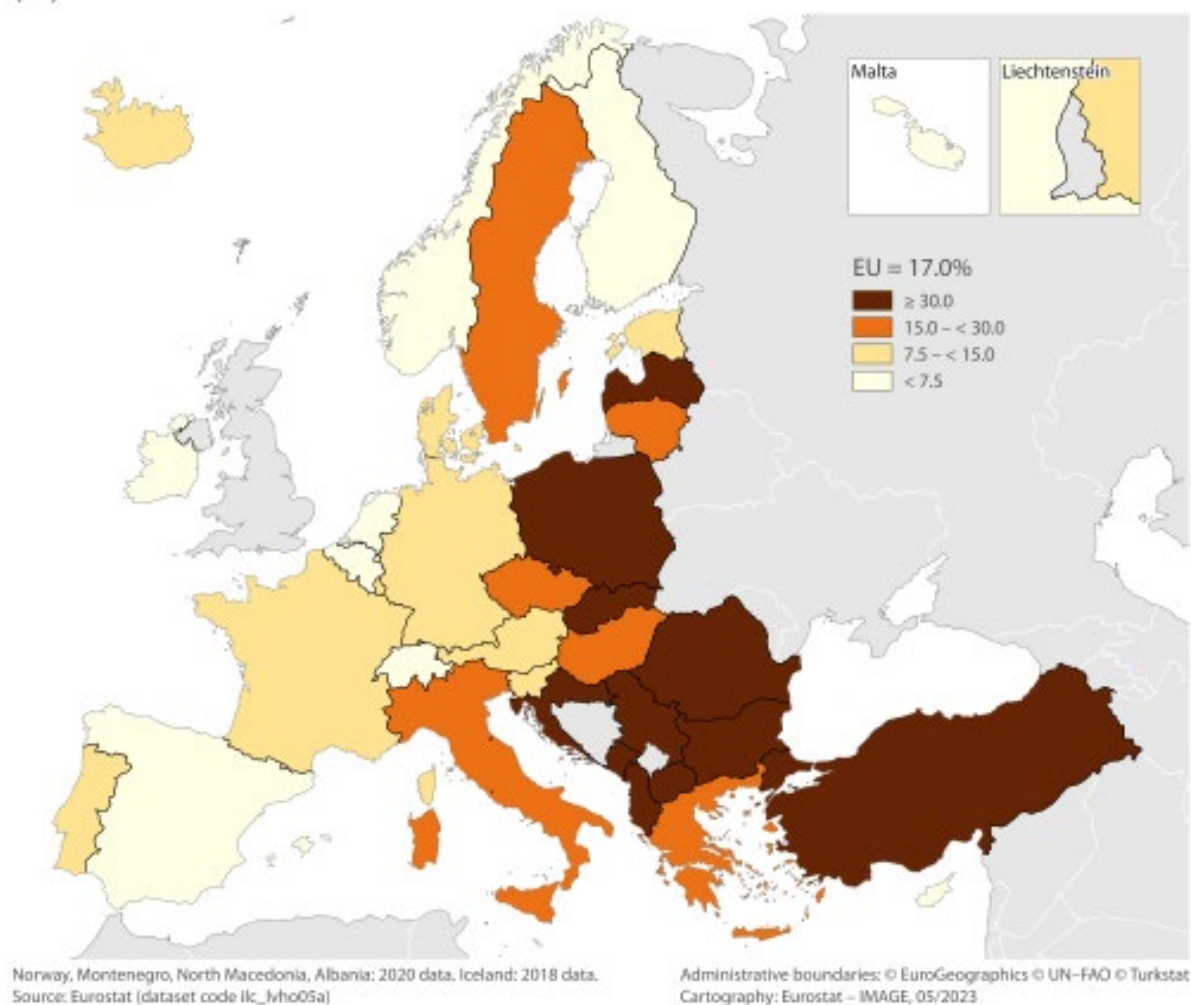 Malta
Liechtenstein
EU = 17.0%
≥ 30.0
15.0 – < 30.0
7.5 – < 15.0
< 7.5
Norway, Montenegro, North Macedonia, Albania: 2020 data. Iceland: 2018 data.
Source: Eurostat (dataset code ilc_lvho05a)
Administrative boundaries: © EuroGeographics © UN–FAO © Turkstat
Cartography: Eurostat – IMAGE, 05/2023